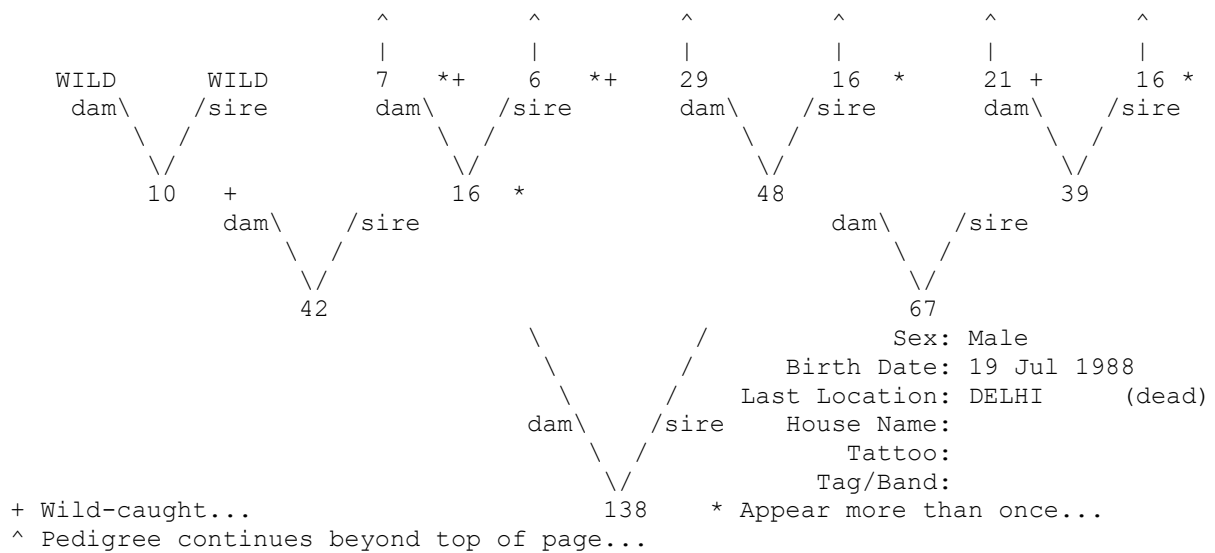 ^ ^ ^ ^ ^ ^
| | | | | |
WILD WILD 7 *+ 6 *+ 29 16 * 21 + 16 *
dam\ /sire dam\ /sire dam\ /sire dam\ /sire
\ / \ / \ / \ /
\/ \/ \/ \/
10 + 16 * 48 39
dam\ /sire dam\ /sire
\ / \ /
\/ \/
42 67
\ / Sex: Male
\ / Birth Date: 19 Jul 1988
\ / Last Location: DELHI (dead)
dam\ /sire House Name:
\ / Tattoo:
\/ Tag/Band:
+ Wild-caught... 138 * Appear more than once...
^ Pedigree continues beyond top of page...